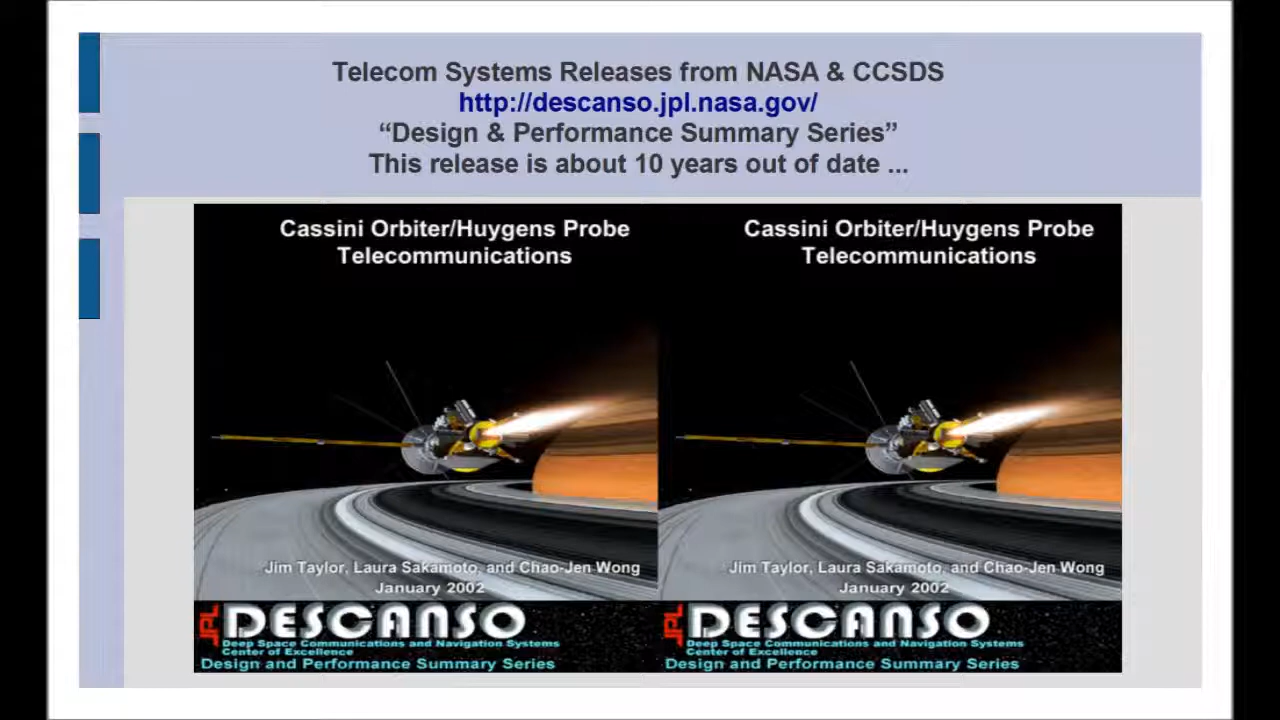 Telecom Systems Releases from NASA & CCSDS
http://descanso.jpl.nasa.gov/
“Design & Performance Summary Series”
This release is about 10 years out of date ...
Cassini Orbiter/Huygens Probe
Telecommunications
Jim Taylor, Laura Sakamoto, and Chao-Jen Wong
January 2002
JPL DESCANSO
Deep Space Communications and Navigation Systems
Center of Excellence
Design and Performance Summary Series
Cassini Orbiter/Huygens Probe
Telecommunications
Jim Taylor, Laura Sakamoto, and Chao-Jen Wong
January 2002
JPL DESCANSO
Deep Space Communications and Navigation Systems
Center of Excellence
Design and Performance Summary Series